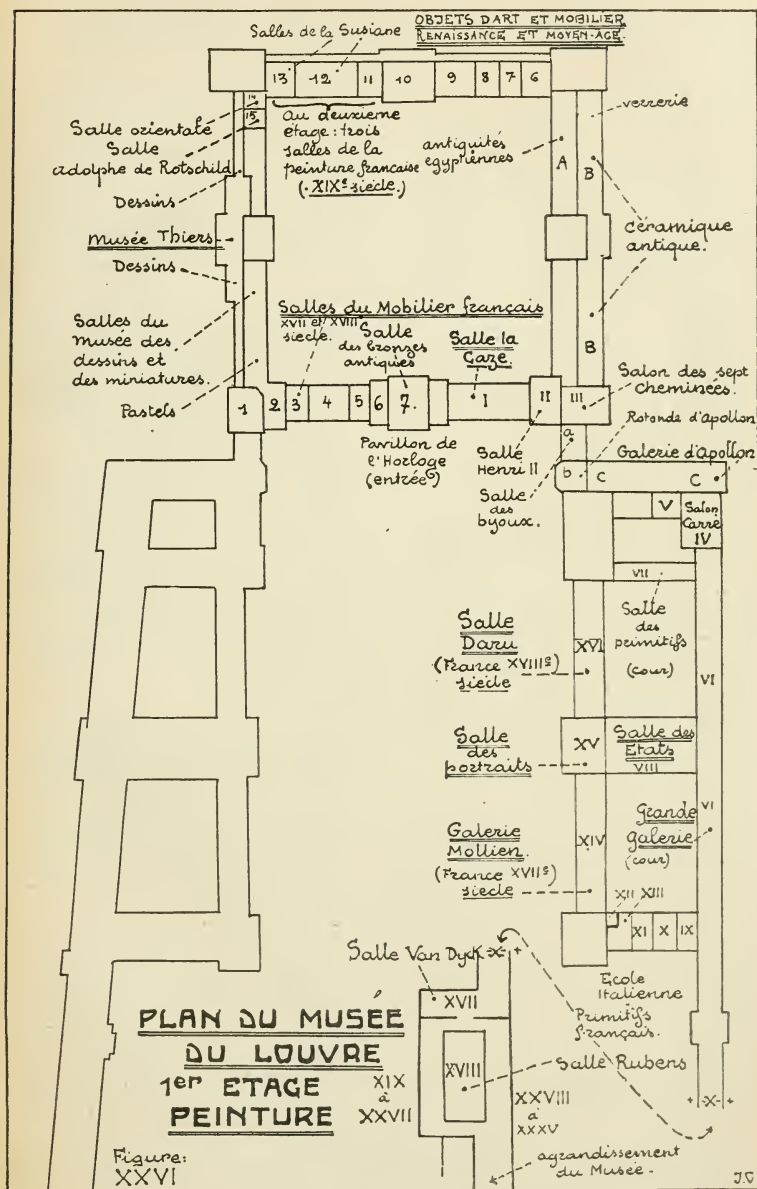 OBJETS D'ART ET MOBILIER
RENAISSANCE ET MOYEN-AGE.
Salles de la Susiane
13
12
11
10
9
8
7
6
14
15
Salle orientale
Salle
adolphe de Rotschild
Dessins
Musée Thiers
Dessins
Salles du
musée des
dessins et
des miniatures.
Pastels
au deuxième
étage: trois
salles de la
peinture française
(XIXe siècle.)
antiquités
egyptiennes
A
verrerie
B
Céramique
antique.
B
Salles du Mobilier français
XVII et XVIII
siecle.
Salle
des bronzes
antiques
Salle la
Caze.
1
2
3
4
5
6
7.
I
II
III
Salon des sept
cheminées.
Rotonde d'Apollon
Galerie d'Apollon
Pavillon de
l'Horloge
(entrée)
Salle
Henri II
Salle
des
byoux.
a
b
C
C
V
Salon
Carré
IV
VII
Salle
des
primitifs
(cour)
Salle
Daru
(France XVIIIe)
siècle
XVI
VI
Salle
des
portraits
XV
Salle des
Etats
VIII
Galerie
Mollien.
(France XVIIe)
siècle
XIV
VI
Grande
galerie
(cour)
XII
XIII
XI
X
IX
Salle Van Dyck
-X- +
XVII
Ecole
Italienne
Primitifs
français.
XVIII
Salle Rubens
XIX
à
XXVII
XXVIII
à
XXXV
+ -X- +
agrandissement
du Musée.
PLAN DU MUSÉE
DU LOUVRE
1er ETAGE
PEINTURE
Figure:
XXVI
J.G